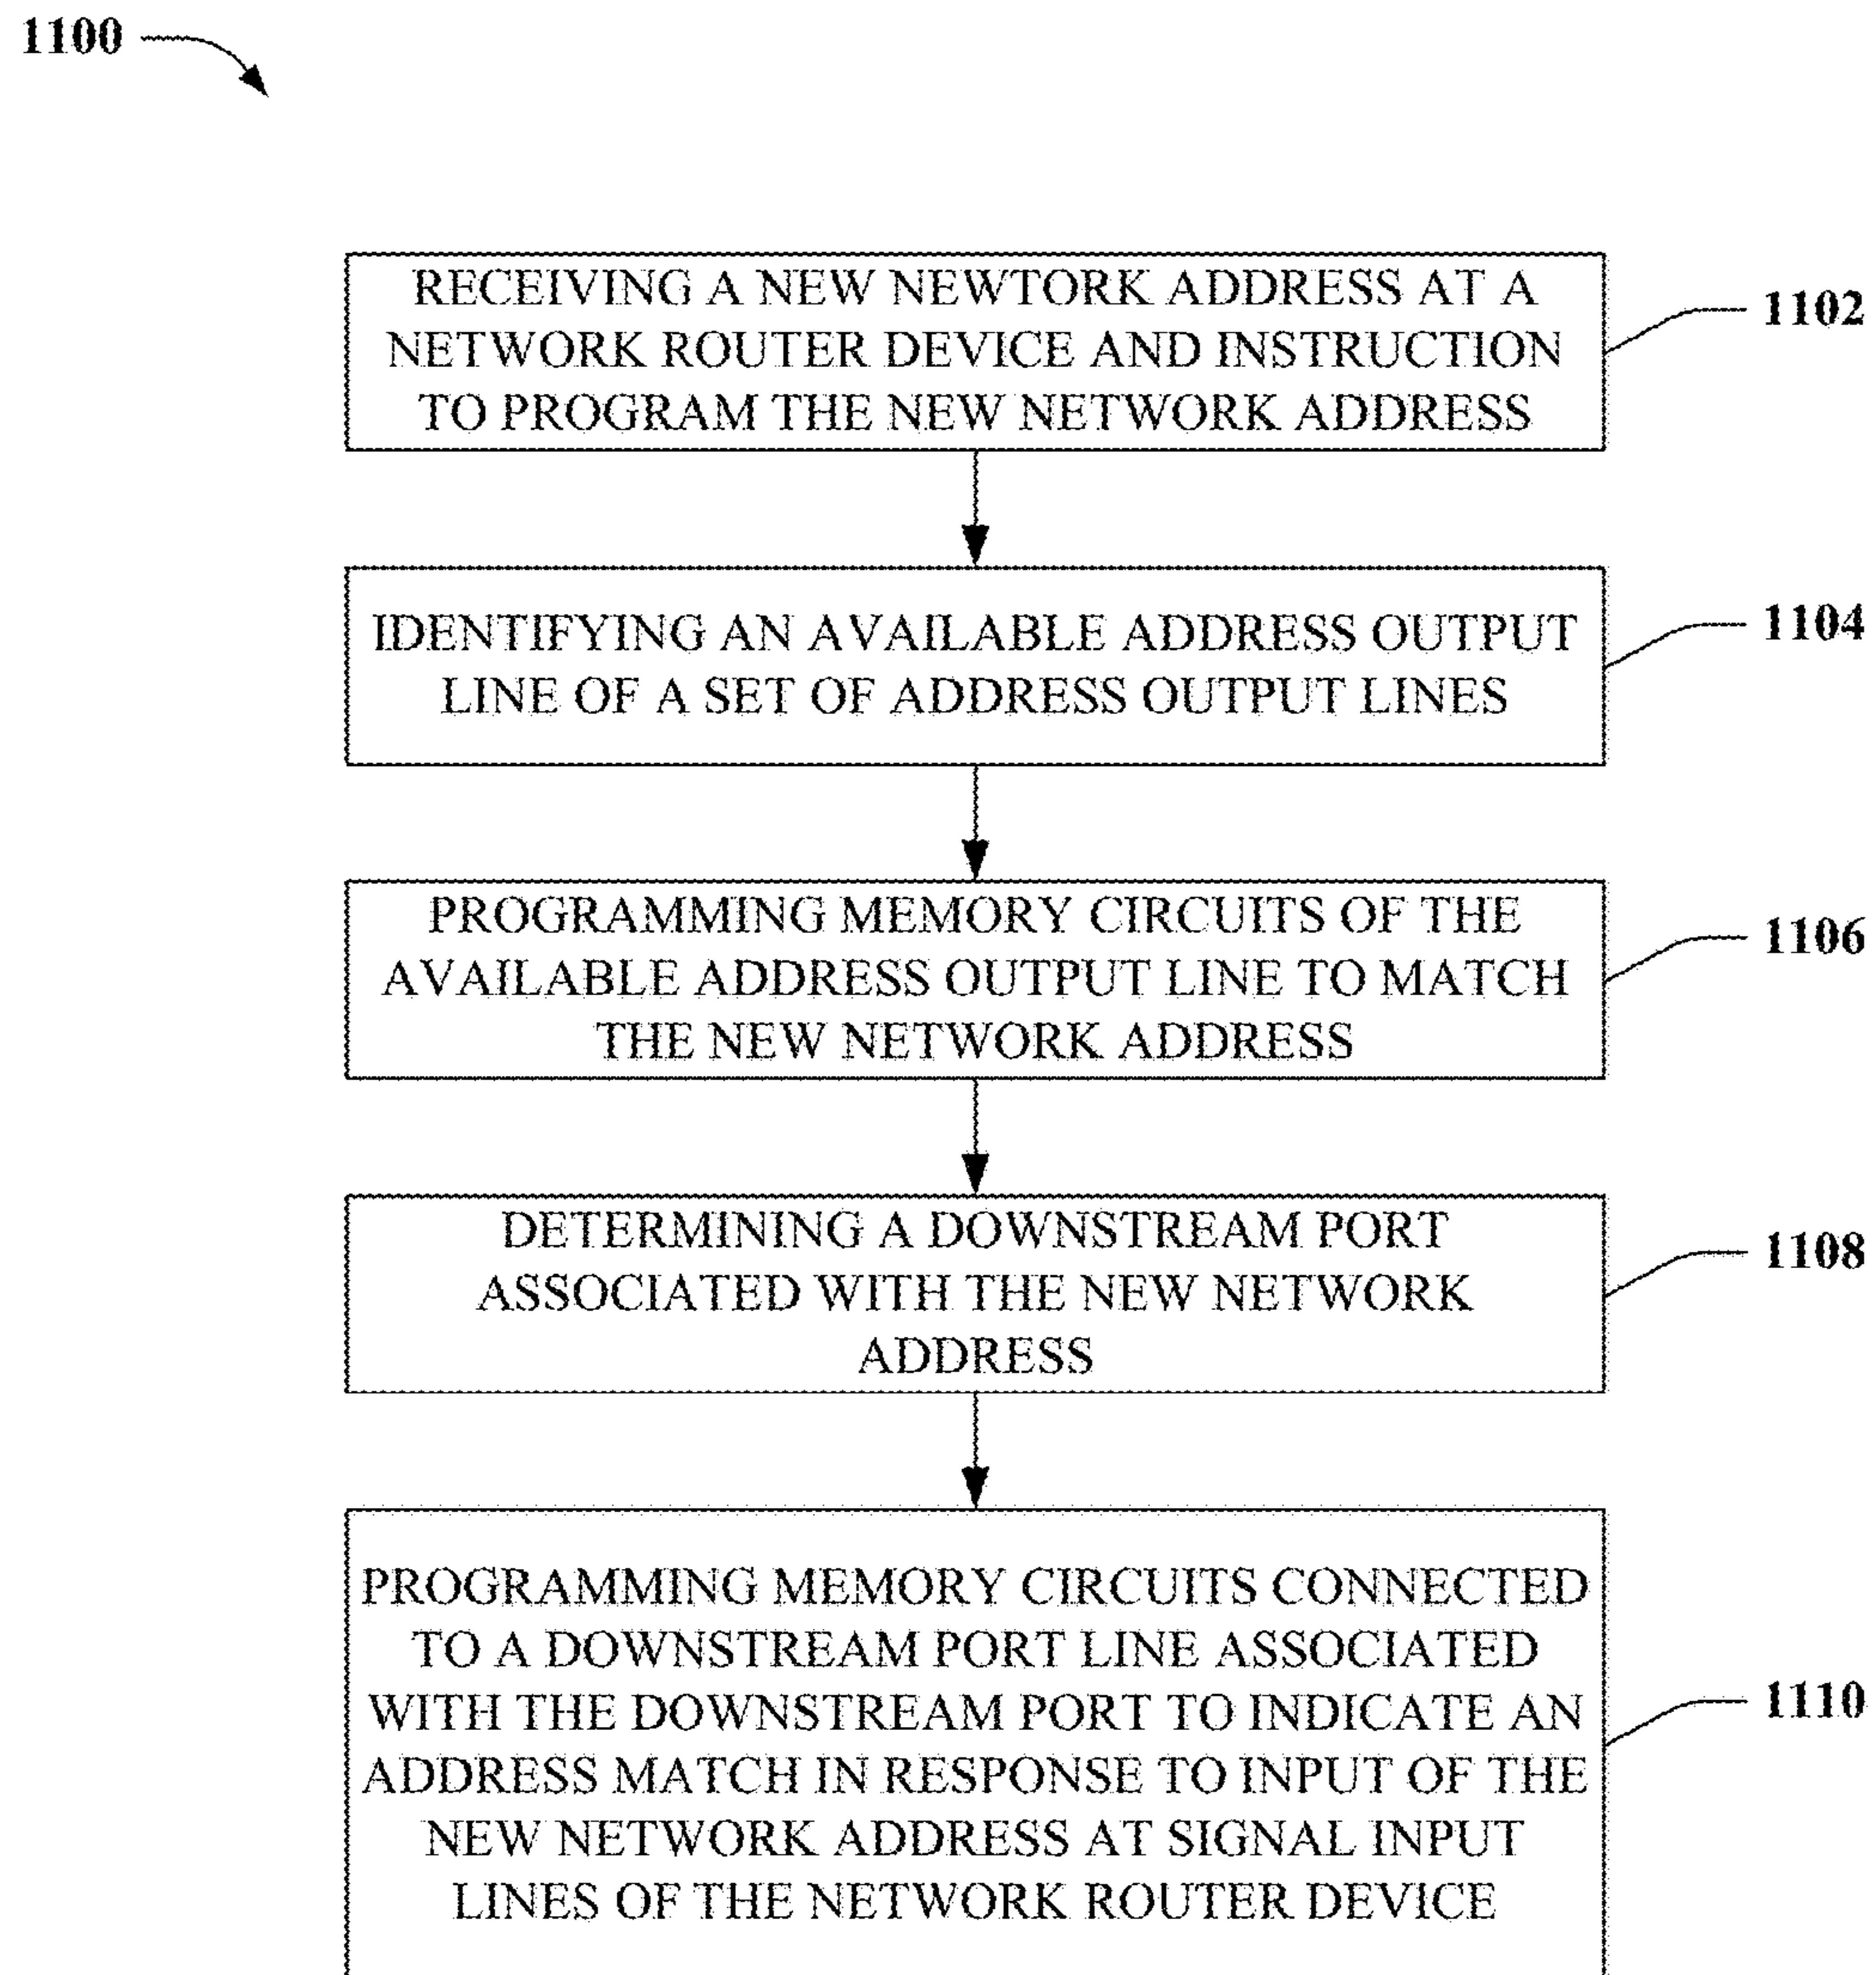 1100
RECEIVING A NEW NEWTORK ADDRESS AT A
NETWORK ROUTER DEVICE AND INSTRUCTION
TO PROGRAM THE NEW NETWORK ADDRESS
1102
IDENTIFYING AN AVAILABLE ADDRESS OUTPUT
LINE OF A SET OF ADDRESS OUTPUT LINES
1104
PROGRAMMING MEMORY CIRCUITS OF THE
AVAILABLE ADDRESS OUTPUT LINE TO MATCH
THE NEW NETWORK ADDRESS
1106
DETERMINING A DOWNSTREAM PORT
ASSOCIATED WITH THE NEW NETWORK
ADDRESS
1108
PROGRAMMING MEMORY CIRCUITS CONNECTED
TO A DOWNSTREAM PORT LINE ASSOCIATED
WITH THE DOWNSTREAM PORT TO INDICATE AN
ADDRESS MATCH IN RESPONSE TO INPUT OF THE
NEW NETWORK ADDRESS AT SIGNAL INPUT
LINES OF THE NETWORK ROUTER DEVICE
1110